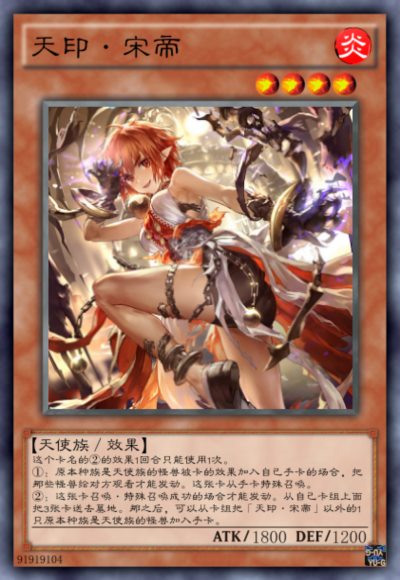 天印·宋帝
炎
【天使族/效果】
这个卡名的②的效果1回合只能使用1次。
①：原本种族是天使族的怪兽被卡的效果加入自己手卡的场合，把
那些怪兽给对方观看才能发动。这张卡从手卡特殊召唤。
②：这张卡召唤·特殊召唤成功的场合才能发动。从自己卡组上面
把3张卡送去墓地。那之后，可以从卡组把「天印·宋帝」以外的1
只原本种族是天使族的怪兽加入手卡。
ATK/1800 DEF/1200
91919104